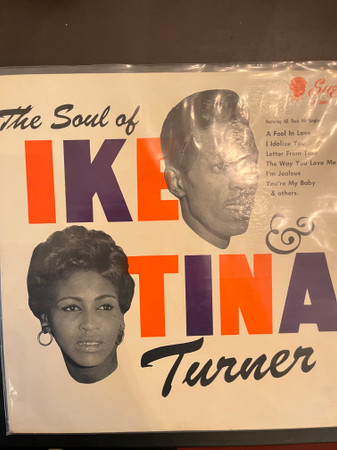 The Soul of
IKE
&
TINA
Turner
Sue
Featuring All Their Hit Singles
A Fool In Love
I Idolize You
Letter From Tina
The Way You Love Me
I'm Jealous
You're My Baby
& others.